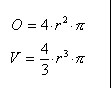 O = 4·r²·π
V = 4/3·r³·π